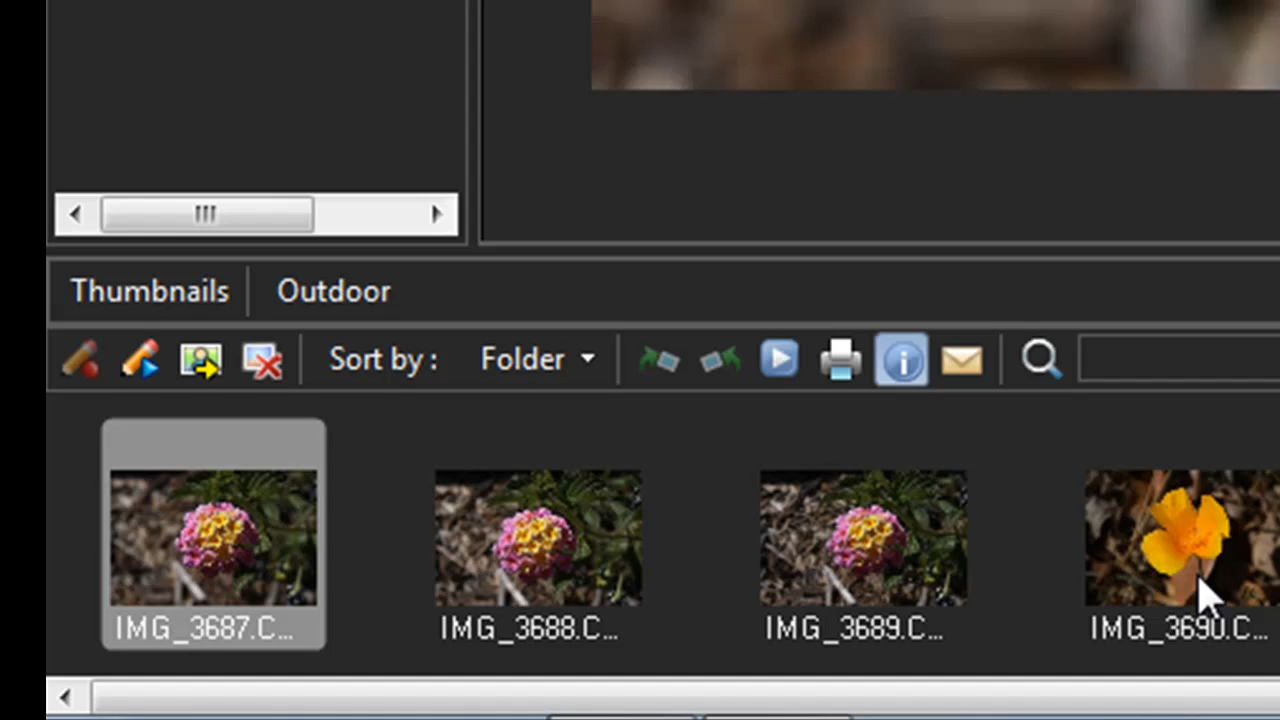 Thumbnails Outdoor
Sort by : Folder
IMG_3687.C... IMG_3688.C... IMG_3689.C... IMG_3690.C...